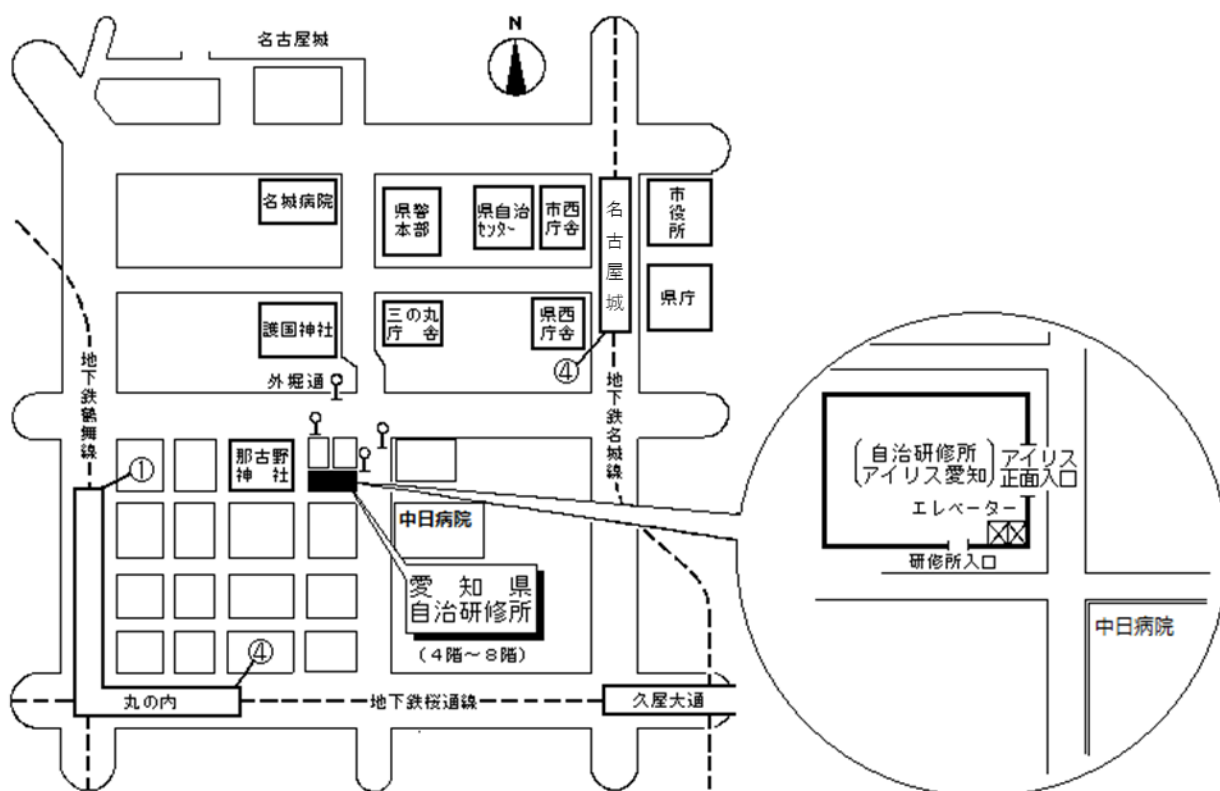 名古屋城
N
名城病院
県警
本部
県自治
センター
市西
庁舎
名古屋城
市役所
県庁
護国神社
三の丸
庁舎
県西
庁舎
④
外堀通
地下鉄鶴舞線
地下鉄名城線
那古野
神社
①
中日病院
愛知県
自治研修所
(4階～8階)
④
丸の内
地下鉄桜通線
久屋大通
自治研修所
アイリス愛知
アイリス
正面入口
エレベーター
研修所入口
中日病院